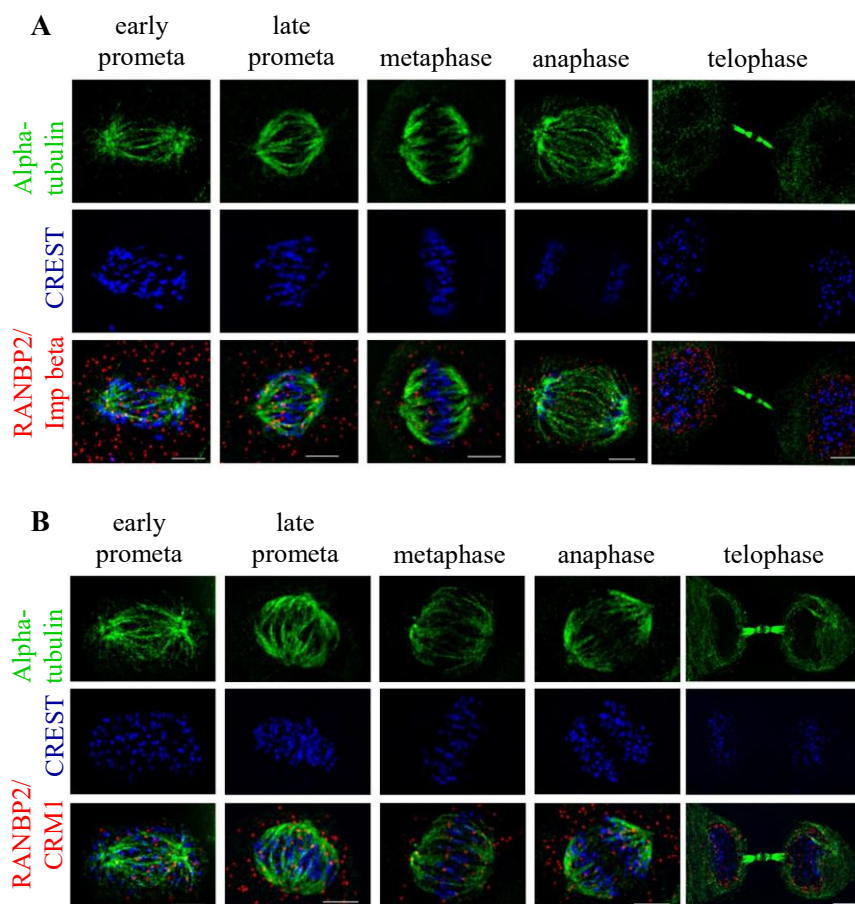 A
early
prometa
late
prometa
metaphase
anaphase
telophase
Alpha-
tubulin
CREST
RANBP2/
Imp beta
B
early
prometa
late
prometa
metaphase
anaphase
telophase
Alpha-
tubulin
CREST
RANBP2/
CRM1